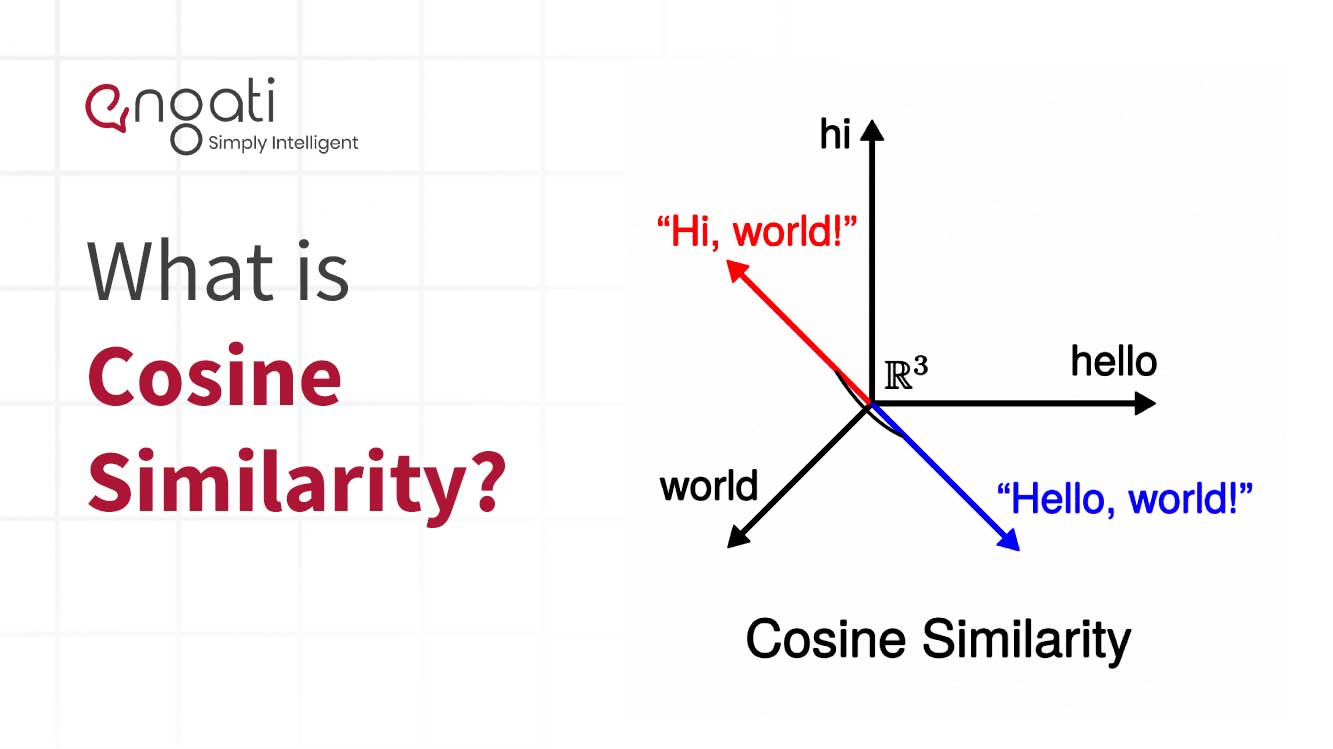 engati
Simply Intelligent
What is
Cosine
Similarity?
hi
“Hi, world!”
hello
ℝ³
world
“Hello, world!”
Cosine Similarity